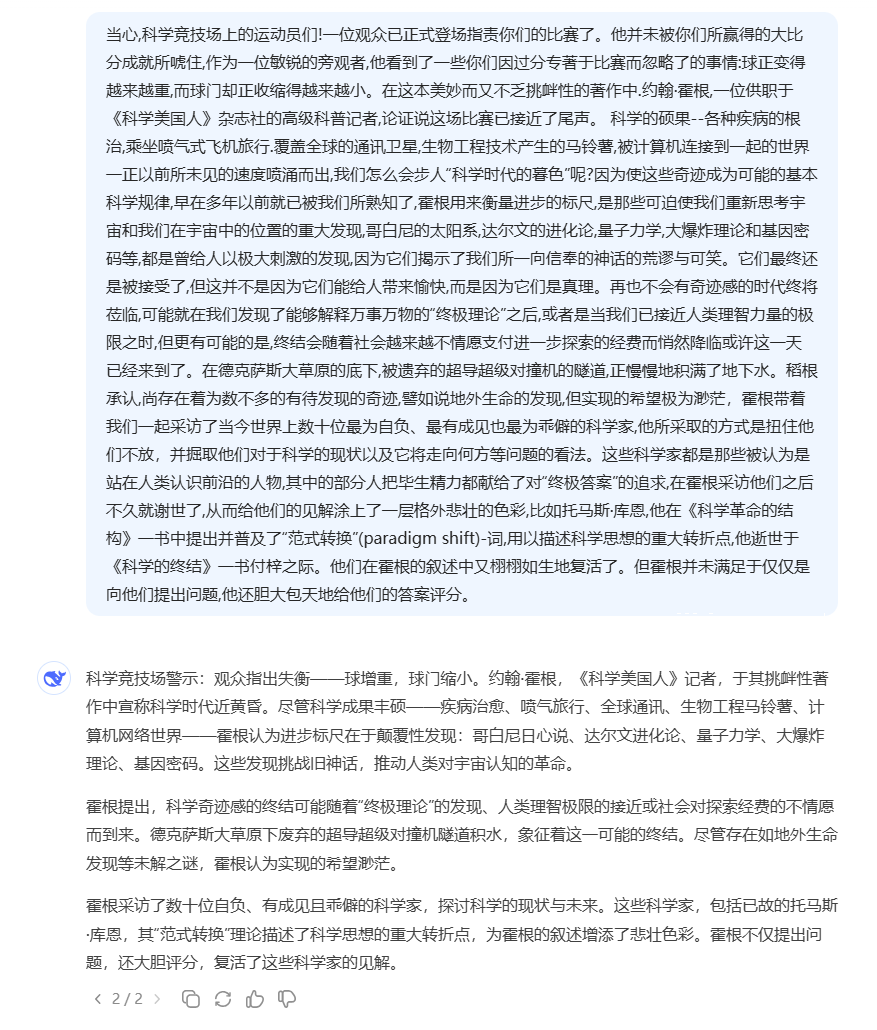 当心,科学竞技场上的运动员们!一位观众已正式登场指责你们的比赛了。他并未被你们所赢得的大比
分成就所唬住,作为一位敏锐的旁观者,他看到了一些你们因过分专著于比赛而忽略了的事情:球正变得
越来越重,而球门却正收缩得越来越小。在这本美妙而又不乏挑衅性的著作中.约翰·霍根,一位供职于
《科学美国人》杂志社的高级科普记者,论证说这场比赛已接近了尾声。 科学的硕果--各种疾病的根
治,乘坐喷气式飞机旅行.覆盖全球的通讯卫星,生物工程技术产生的马铃薯,被计算机连接到一起的世界
一正以前所未见的速度喷涌而出,我们怎么会步人“科学时代的暮色”呢?因为使这些奇迹成为可能的基本
科学规律,早在多年以前就已被我们所熟知了,霍根用来衡量进步的标尺,是那些可迫使我们重新思考宇
宙和我们在宇宙中的位置的重大发现,哥白尼的太阳系,达尔文的进化论,量子力学,大爆炸理论和基因密
码等,都是曾给人以极大刺激的发现,因为它们揭示了我们所一向信奉的神话的荒谬与可笑。它们最终还
是被接受了,但这并不是因为它们能给人带来愉快,而是因为它们是真理。再也不会有奇迹感的时代终将
莅临,可能就在我们发现了能够解释万事万物的“终极理论”之后,或者是当我们已接近人类理智力量的极
限之时,但更有可能的是,终结会随着社会越来越不情愿支付进一步探索的经费而悄然降临或许这一天
已经来到了。在德克萨斯大草原的底下,被遗弃的超导超级对撞机的隧道,正慢慢地积满了地下水。稻根
承认,尚存在着为数不多的有待发现的奇迹,譬如说地外生命的发现,但实现的希望极为渺茫，霍根带着
我们一起采访了当今世界上数十位最为自负、最有成见也最为乖僻的科学家,他所采取的方式是扭住他
们不放，并掘取他们对于科学的现状以及它将走向何方等问题的看法。这些科学家都是那些被认为是
站在人类认识前沿的人物,其中的部分人把毕生精力都献给了对“终极答案”的追求,在霍根采访他们之后
不久就谢世了,从而给他们的见解涂上了一层格外悲壮的色彩,比如托马斯·库恩,他在《科学革命的结
构》一书中提出并普及了“范式转换”(paradigm shift)-词,用以描述科学思想的重大转折点,他逝世于
《科学的终结》一书付梓之际。他们在霍根的叙述中又栩栩如生地复活了。但霍根并未满足于仅仅是
向他们提出问题,他还胆大包天地给他们的答案评分。
科学竞技场警示：观众指出失衡——球增重，球门缩小。约翰·霍根，《科学美国人》记者，于其挑衅性著
作中宣称科学时代近黄昏。尽管科学成果丰硕——疾病治愈、喷气旅行、全球通讯、生物工程马铃薯、计
算机网络世界——霍根认为进步标尺在于颠覆性发现：哥白尼日心说、达尔文进化论、量子力学、大爆炸
理论、基因密码。这些发现挑战旧神话，推动人类对宇宙认知的革命。
霍根提出，科学奇迹感的终结可能随着“终极理论”的发现、人类理智极限的接近或社会对探索经费的不情愿
而到来。德克萨斯大草原下废弃的超导超级对撞机隧道积水，象征着这一可能的终结。尽管存在如地外生命
发现等未解之谜，霍根认为实现的希望渺茫。
霍根采访了数十位自负、有成见且乖僻的科学家，探讨科学的现状与未来。这些科学家，包括已故的托马斯
·库恩，其“范式转换”理论描述了科学思想的重大转折点，为霍根的叙述增添了悲壮色彩。霍根不仅提出问
题，还大胆评分，复活了这些科学家的见解。
2 / 2